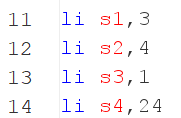 11 li s1,3
12 li s2,4
13 li s3,1
14 li s4,24